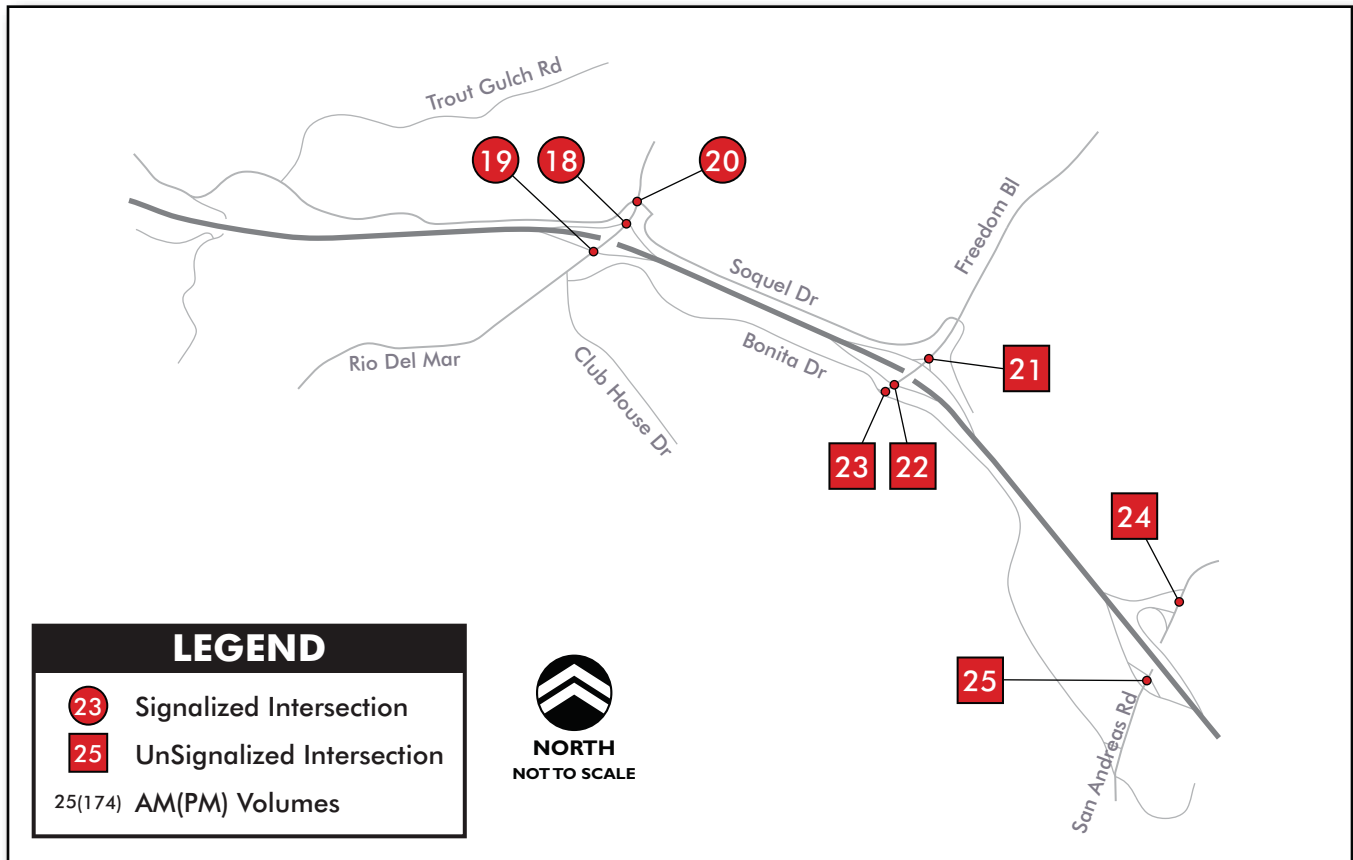 Trout Gulch Rd
19
18
20
Freedom Bl
Soquel Dr
Rio Del Mar
Club House Dr
Bonita Dr
21
23
22
24
25
San Andreas Rd
LEGEND
23 Signalized Intersection
25 UnSignalized Intersection
25(174) AM(PM) Volumes
NORTH
NOT TO SCALE